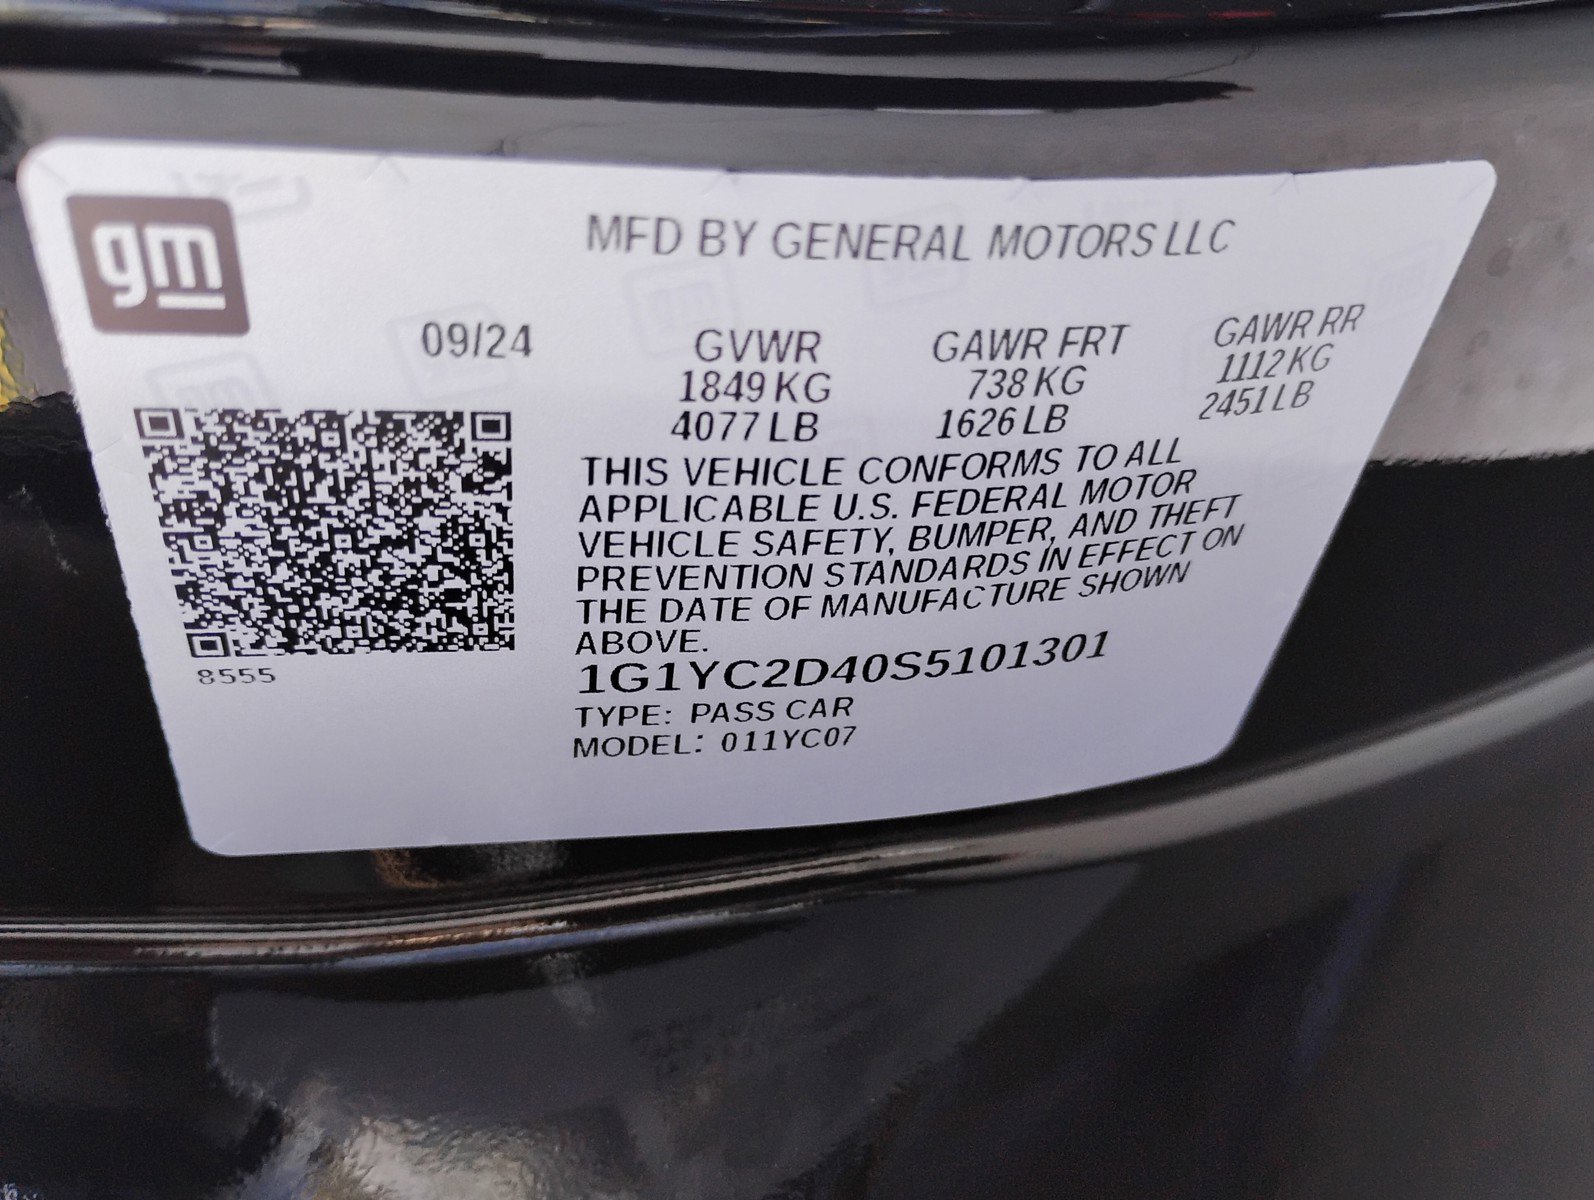 gm
MFD BY GENERAL MOTORS LLC
09/24
GVWR
1849 KG
4077 LB
GAWR FRT
738 KG
1626 LB
GAWR RR
1112 KG
2451 LB
THIS VEHICLE CONFORMS TO ALL
APPLICABLE U.S. FEDERAL MOTOR
VEHICLE SAFETY, BUMPER, AND THEFT
PREVENTION STANDARDS IN EFFECT ON
THE DATE OF MANUFACTURE SHOWN
ABOVE.
1G1YC2D40S5101301
TYPE: PASS CAR
MODEL: 011YC07
8555